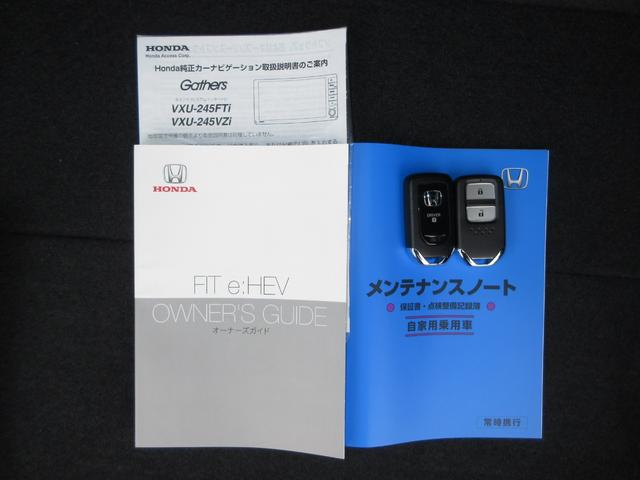 HONDA
Honda Access Corp.
Honda純正カーナビゲーション取扱説明書のご案内
Gathers
VXU-245FTi
VXU-245VZi
HONDA
FIT e:HEV
OWNER'S GUIDE
オーナーズガイド
DRIVER
メンテナンスノート
保証書・点検整備記録簿
自家用乗用車
常時携行